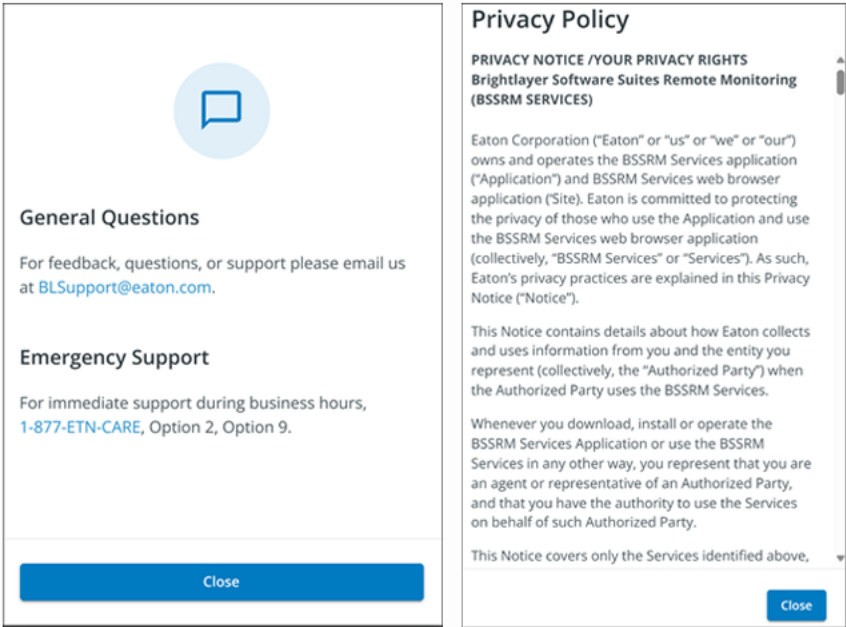 General Questions
For feedback, questions, or support please email us
at BLSupport@eaton.com.
Emergency Support
For immediate support during business hours,
1-877-ETN-CARE, Option 2, Option 9.
Close
Privacy Policy
PRIVACY NOTICE /YOUR PRIVACY RIGHTS
Brightlayer Software Suites Remote Monitoring
(BSSRM SERVICES)
Eaton Corporation (“Eaton” or “us” or “we” or “our”)
owns and operates the BSSRM Services application
(“Application”) and BSSRM Services web browser
application (‘Site). Eaton is committed to protecting
the privacy of those who use the Application and use
the BSSRM Services web browser application
(collectively, “BSSRM Services” or “Services”). As such,
Eaton’s privacy practices are explained in this Privacy
Notice (“Notice”).
This Notice contains details about how Eaton collects
and uses information from you and the entity you
represent (collectively, the “Authorized Party”) when
the Authorized Party uses the BSSRM Services.
Whenever you download, install or operate the
BSSRM Services Application or use the BSSRM
Services in any other way, you represent that you are
an agent or representative of an Authorized Party,
and that you have the authority to use the Services
on behalf of such Authorized Party.
This Notice covers only the Services identified above,
Close